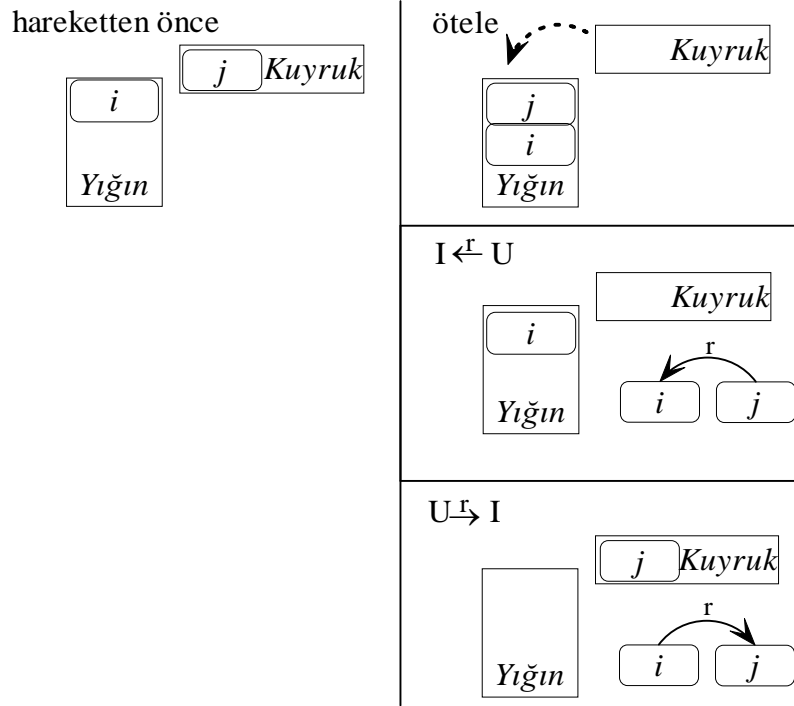 hareketten önce
j Kuyruk
i
Yığın
ötele
Kuyruk
j
i
Yığın
I ←r U
Kuyruk
i
Yığın
r
i j
U r→ I
j Kuyruk
Yığın
r
i j